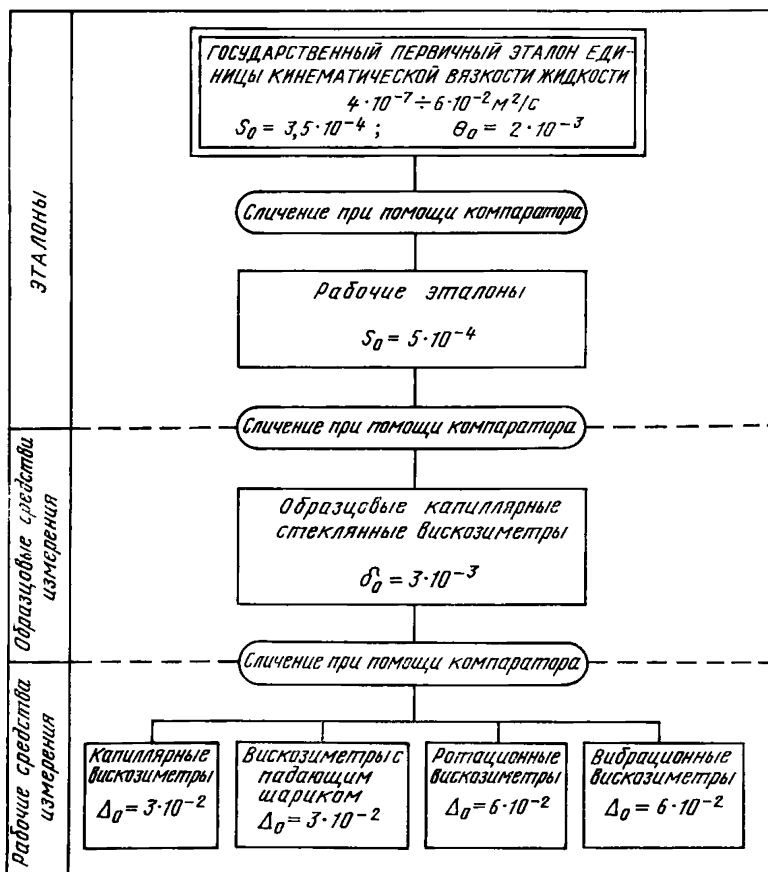 ЭТАЛОНЫ
ГОСУДАРСТВЕННЫЙ ПЕРВИЧНЫЙ ЭТАЛОН ЕДИ-
НИЦЫ КИНЕМАТИЧЕСКОЙ ВЯЗКОСТИ ЖИДКОСТИ
4·10⁻⁷÷6·10⁻² м²/с
S₀ = 3,5·10⁻⁴; Θ₀ = 2·10⁻³
Сличение при помощи компаратора
Рабочие эталоны
S₀ = 5·10⁻⁴
Сличение при помощи компаратора
Образцовые средства
измерения
Образцовые капиллярные
стеклянные вискозиметры
δ₀ = 3·10⁻³
Сличение при помощи компаратора
Рабочие средства
измерения
Капиллярные
вискозиметры
Δ₀ = 3·10⁻²
Вискозиметры с
падающим
шариком
Δ₀ = 3·10⁻²
Ротационные
вискозиметры
Δ₀ = 6·10⁻²
Вибрационные
вискозиметры
Δ₀ = 6·10⁻²